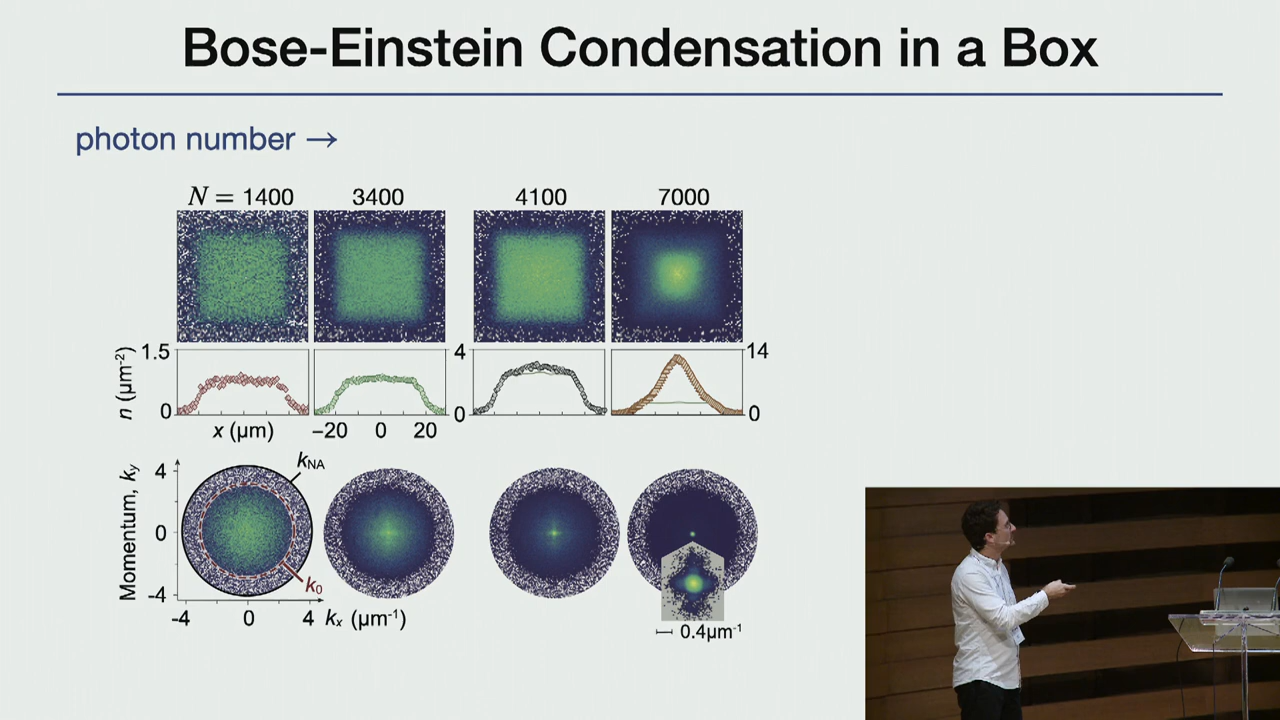 Bose-Einstein Condensation in a Box
photon number →
N = 1400 3400 4100 7000
n (μm⁻²) 1.5 0 4 0 14 0
x (μm) −20 0 20
Momentum, k_y 4 0 -4
k_NA
k₀
-4 0 4 kₓ (μm⁻¹)
0.4μm⁻¹